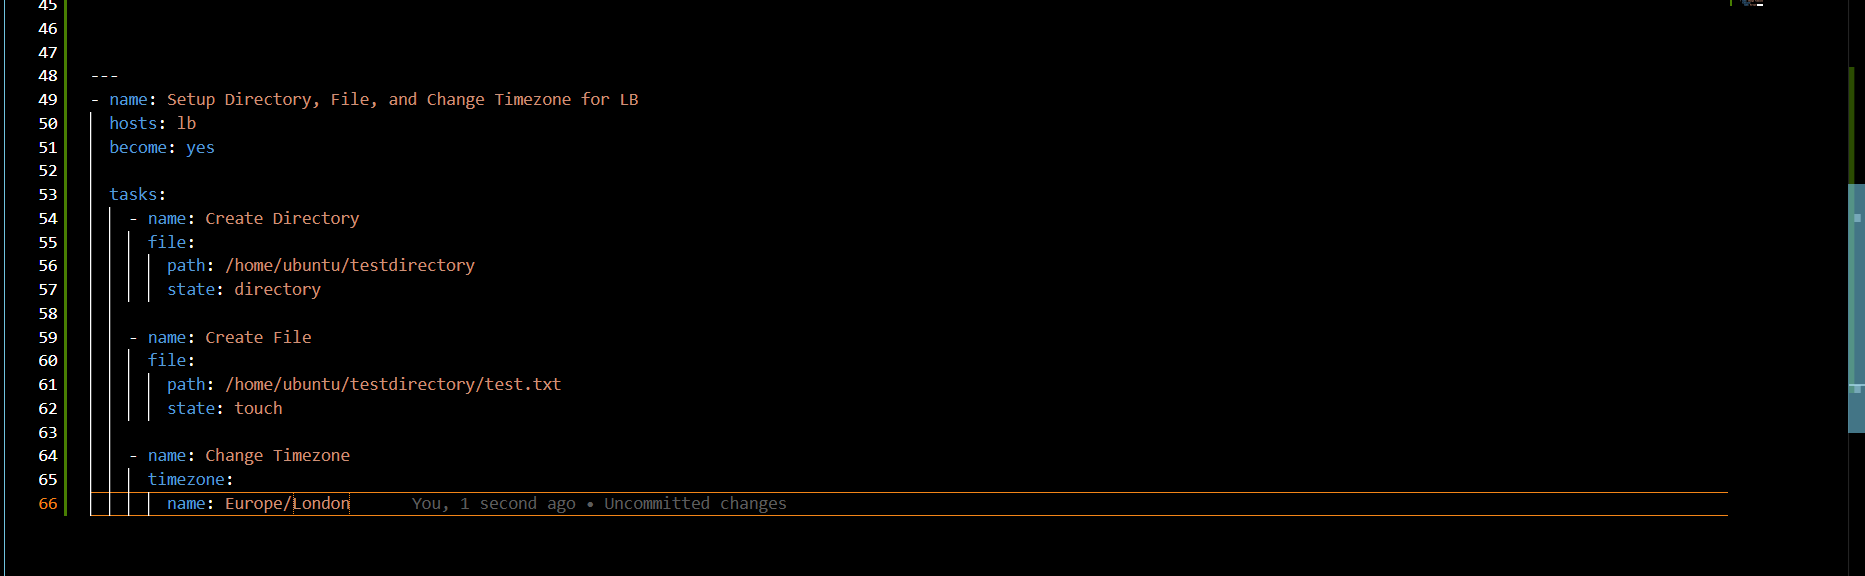 45
46
47
48 ---
49 - name: Setup Directory, File, and Change Timezone for LB
50 hosts: lb
51 become: yes
52
53 tasks:
54 - name: Create Directory
55 file:
56 path: /home/ubuntu/testdirectory
57 state: directory
58
59 - name: Create File
60 file:
61 path: /home/ubuntu/testdirectory/test.txt
62 state: touch
63
64 - name: Change Timezone
65 timezone:
66 name: Europe/London You, 1 second ago • Uncommitted changes